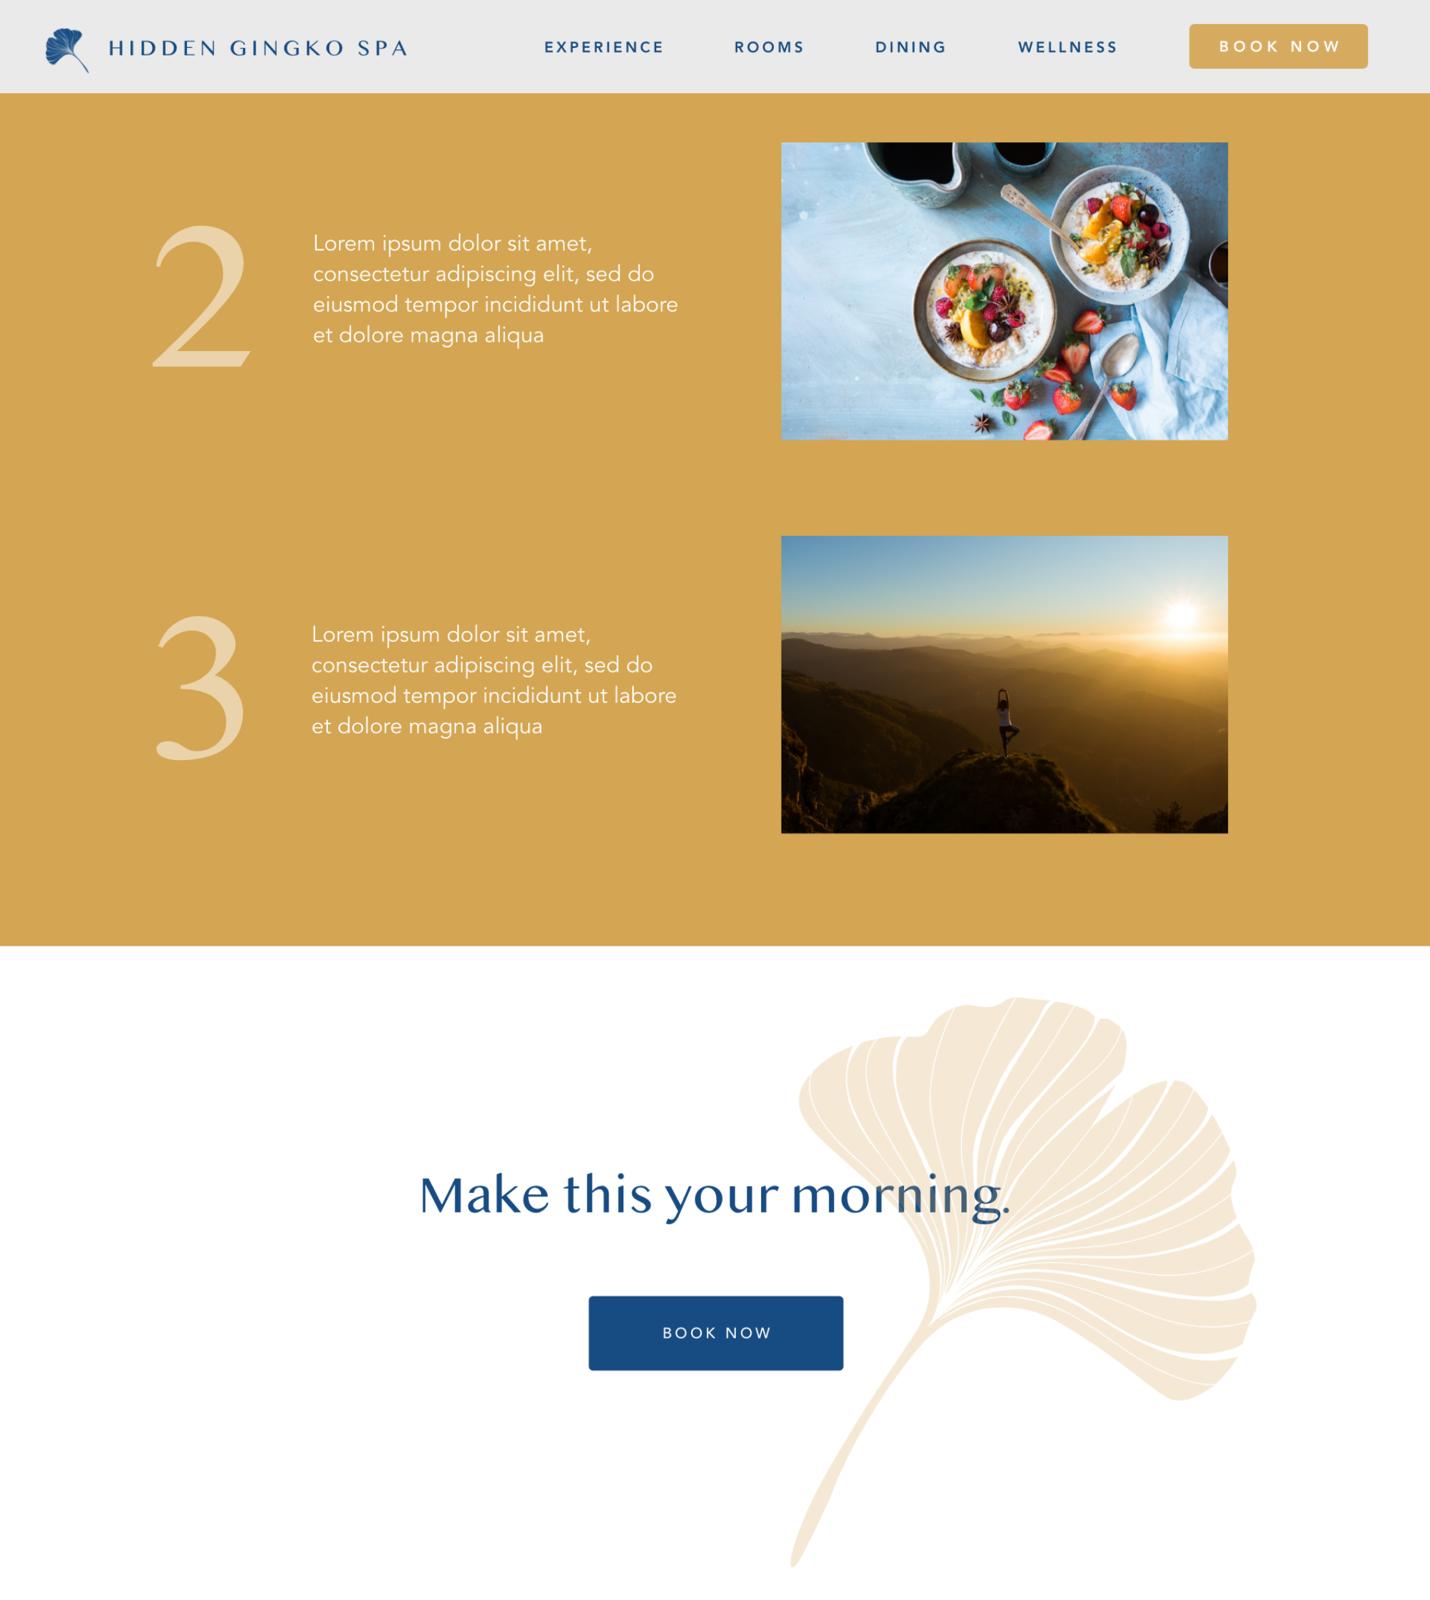 HIDDEN GINGKO SPA
EXPERIENCE
ROOMS
DINING
WELLNESS
BOOK NOW
2
Lorem ipsum dolor sit amet,
consectetur adipiscing elit, sed do
eiusmod tempor incididunt ut labore
et dolore magna aliqua
3
Lorem ipsum dolor sit amet,
consectetur adipiscing elit, sed do
eiusmod tempor incididunt ut labore
et dolore magna aliqua
Make this your morning.
BOOK NOW